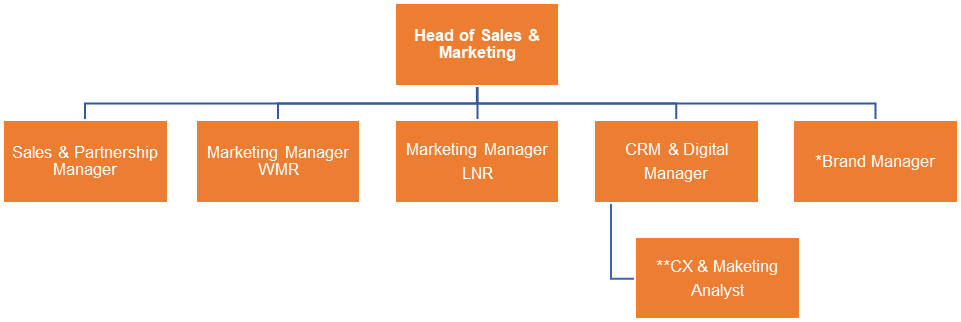 Head of Sales &
Marketing
Sales & Partnership
Manager
Marketing Manager
WMR
Marketing Manager
LNR
CRM & Digital
Manager
*Brand Manager
**CX & Maketing
Analyst